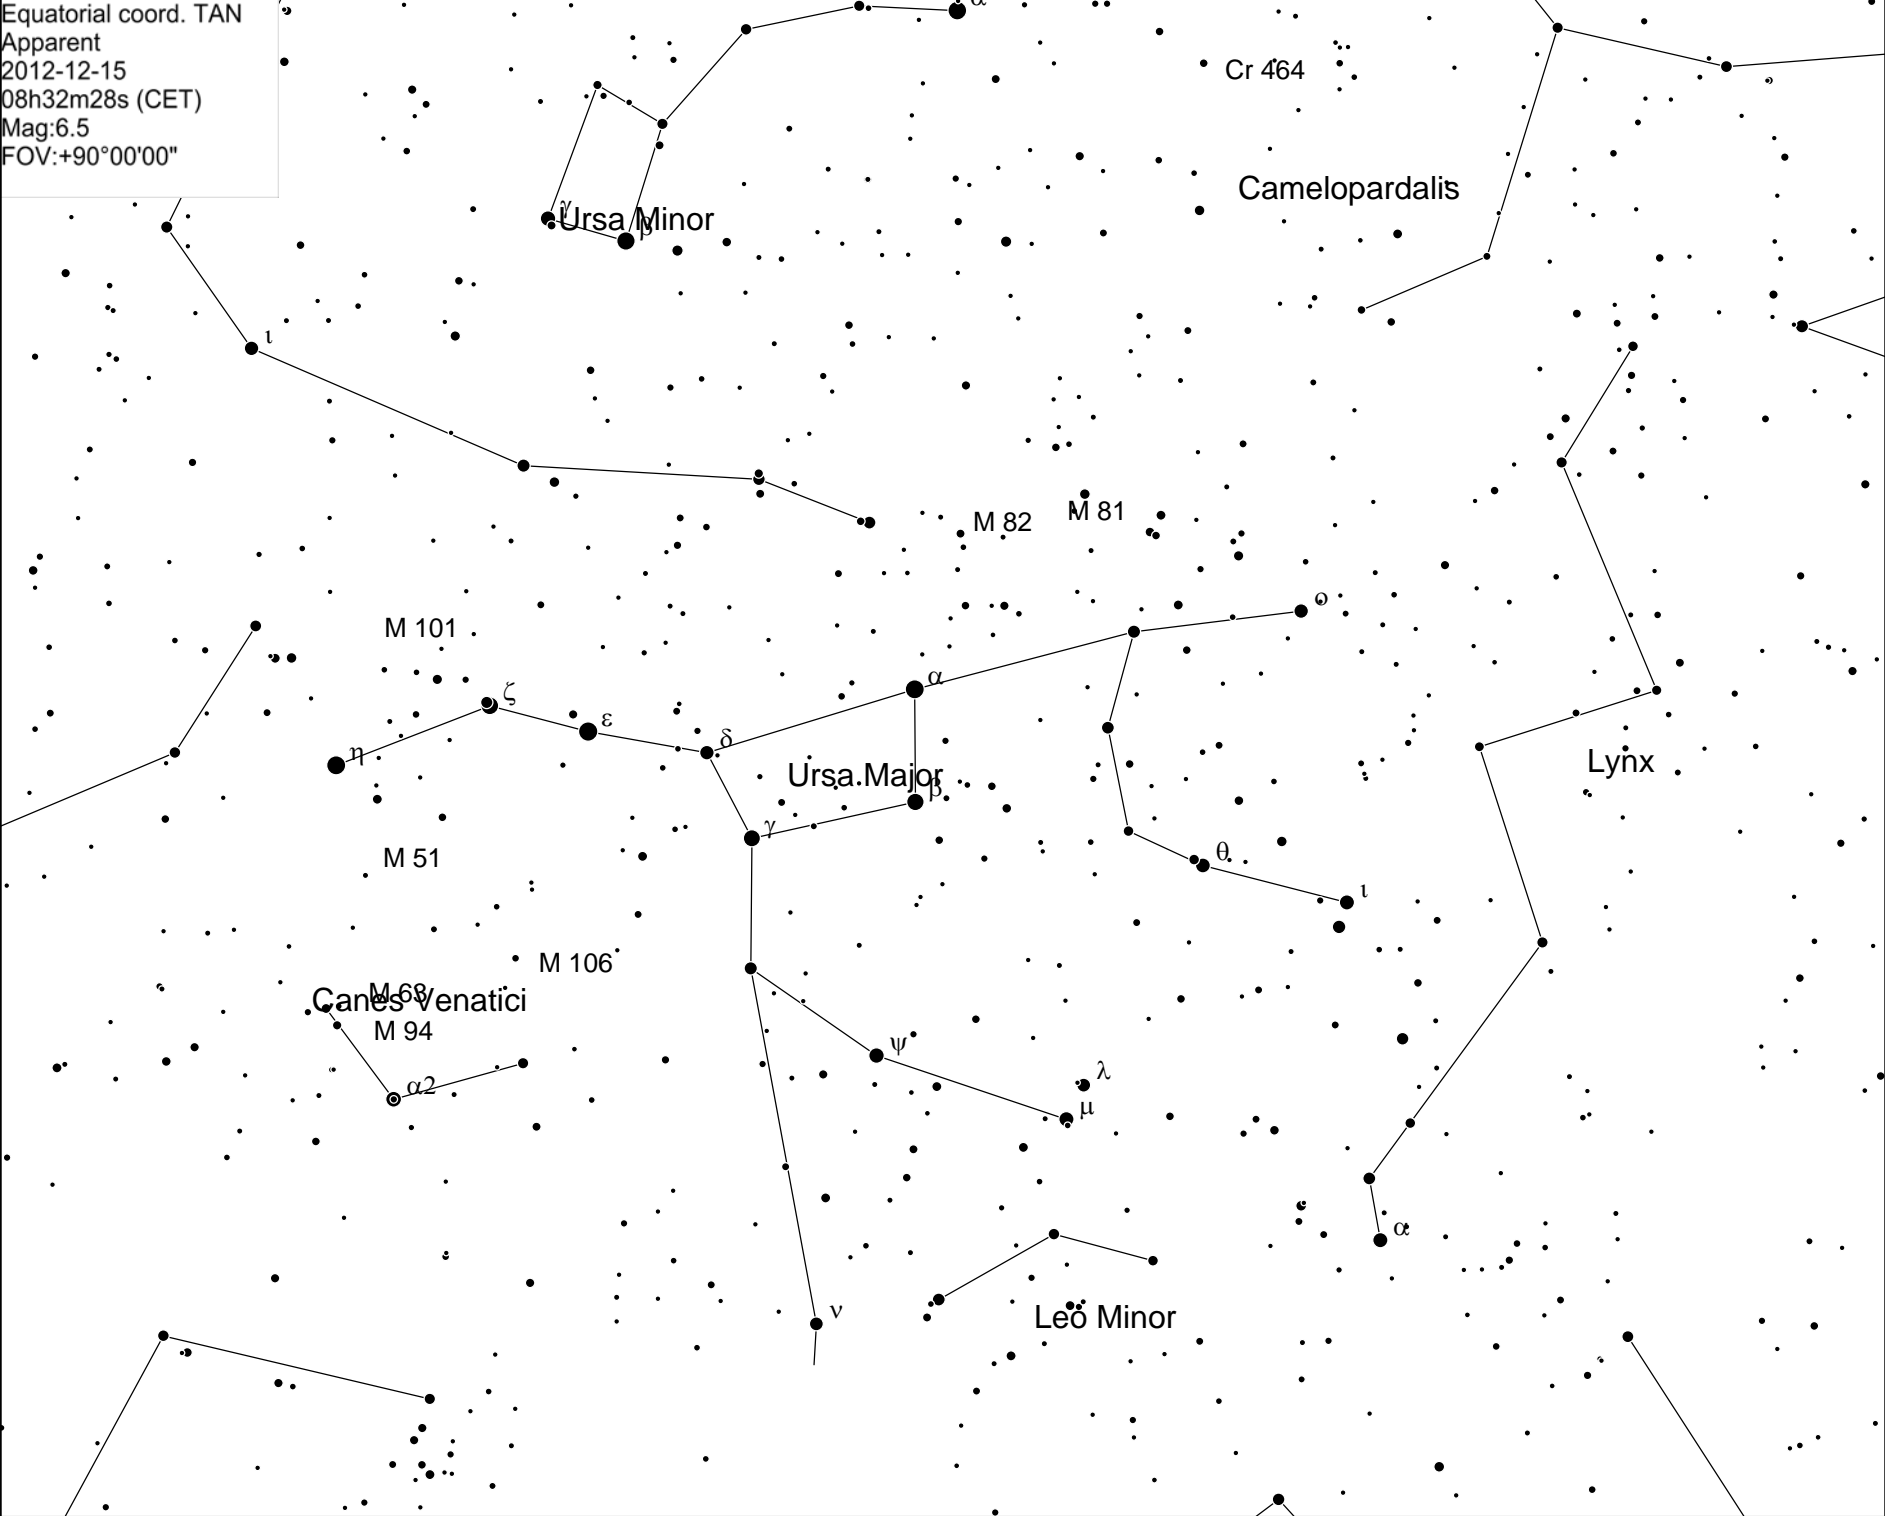 Equatorial coord. TAN
Apparent
2012-12-15
08h32m28s (CET)
Mag:6.5
FOV:+90°00'00"
α
Cr 464
Camelopardalis
γ
Ursa Minor
β
ι
M 82
M 81
ο
M 101
ζ
ε
α
η
δ
Ursa Major
β
Lynx
γ
M 51
θ
ι
M 106
M 63
Canes Venatici
M 94
ψ
λ
α2
μ
α
ν
Leo Minor